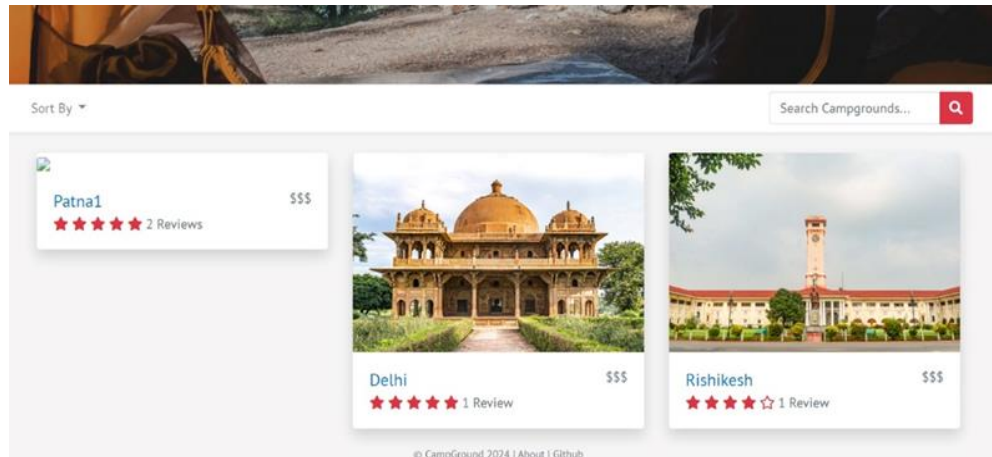 Sort By
Search Campgrounds...
Patna1 $$$
2 Reviews
Delhi $$$
1 Review
Rishikesh $$$
1 Review
© CampGround 2024 | About | Github